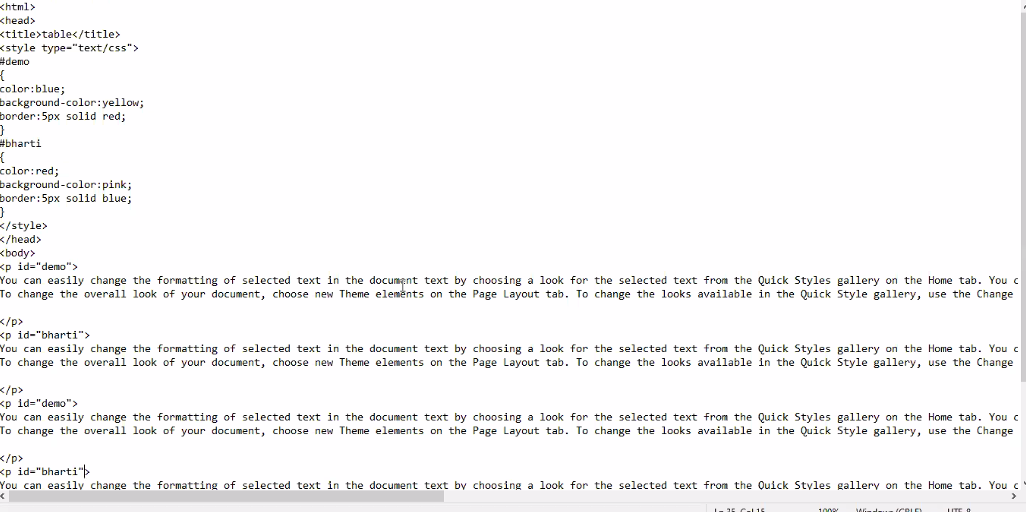 <html>
<head>
<title>table</title>
<style type="text/css">
#demo
{
color:blue;
background-color:yellow;
border:5px solid red;
}
#bharti
{
color:red;
background-color:pink;
border:5px solid blue;
}
</style>
</head>
<body>
<p id="demo">
You can easily change the formatting of selected text in the document text by choosing a look for the selected text from the Quick Styles gallery on the Home tab. You c
To change the overall look of your document, choose new Theme elements on the Page Layout tab. To change the looks available in the Quick Style gallery, use the Change
</p>
<p id="bharti">
You can easily change the formatting of selected text in the document text by choosing a look for the selected text from the Quick Styles gallery on the Home tab. You c
To change the overall look of your document, choose new Theme elements on the Page Layout tab. To change the looks available in the Quick Style gallery, use the Change
</p>
<p id="demo">
You can easily change the formatting of selected text in the document text by choosing a look for the selected text from the Quick Styles gallery on the Home tab. You c
To change the overall look of your document, choose new Theme elements on the Page Layout tab. To change the looks available in the Quick Style gallery, use the Change
</p>
<p id="bharti">
You can easily change the formatting of selected text in the document text by choosing a look for the selected text from the Quick Styles gallery on the Home tab. You c
Ln 35, Col 15 100% Windows (CRLF) UTF-8